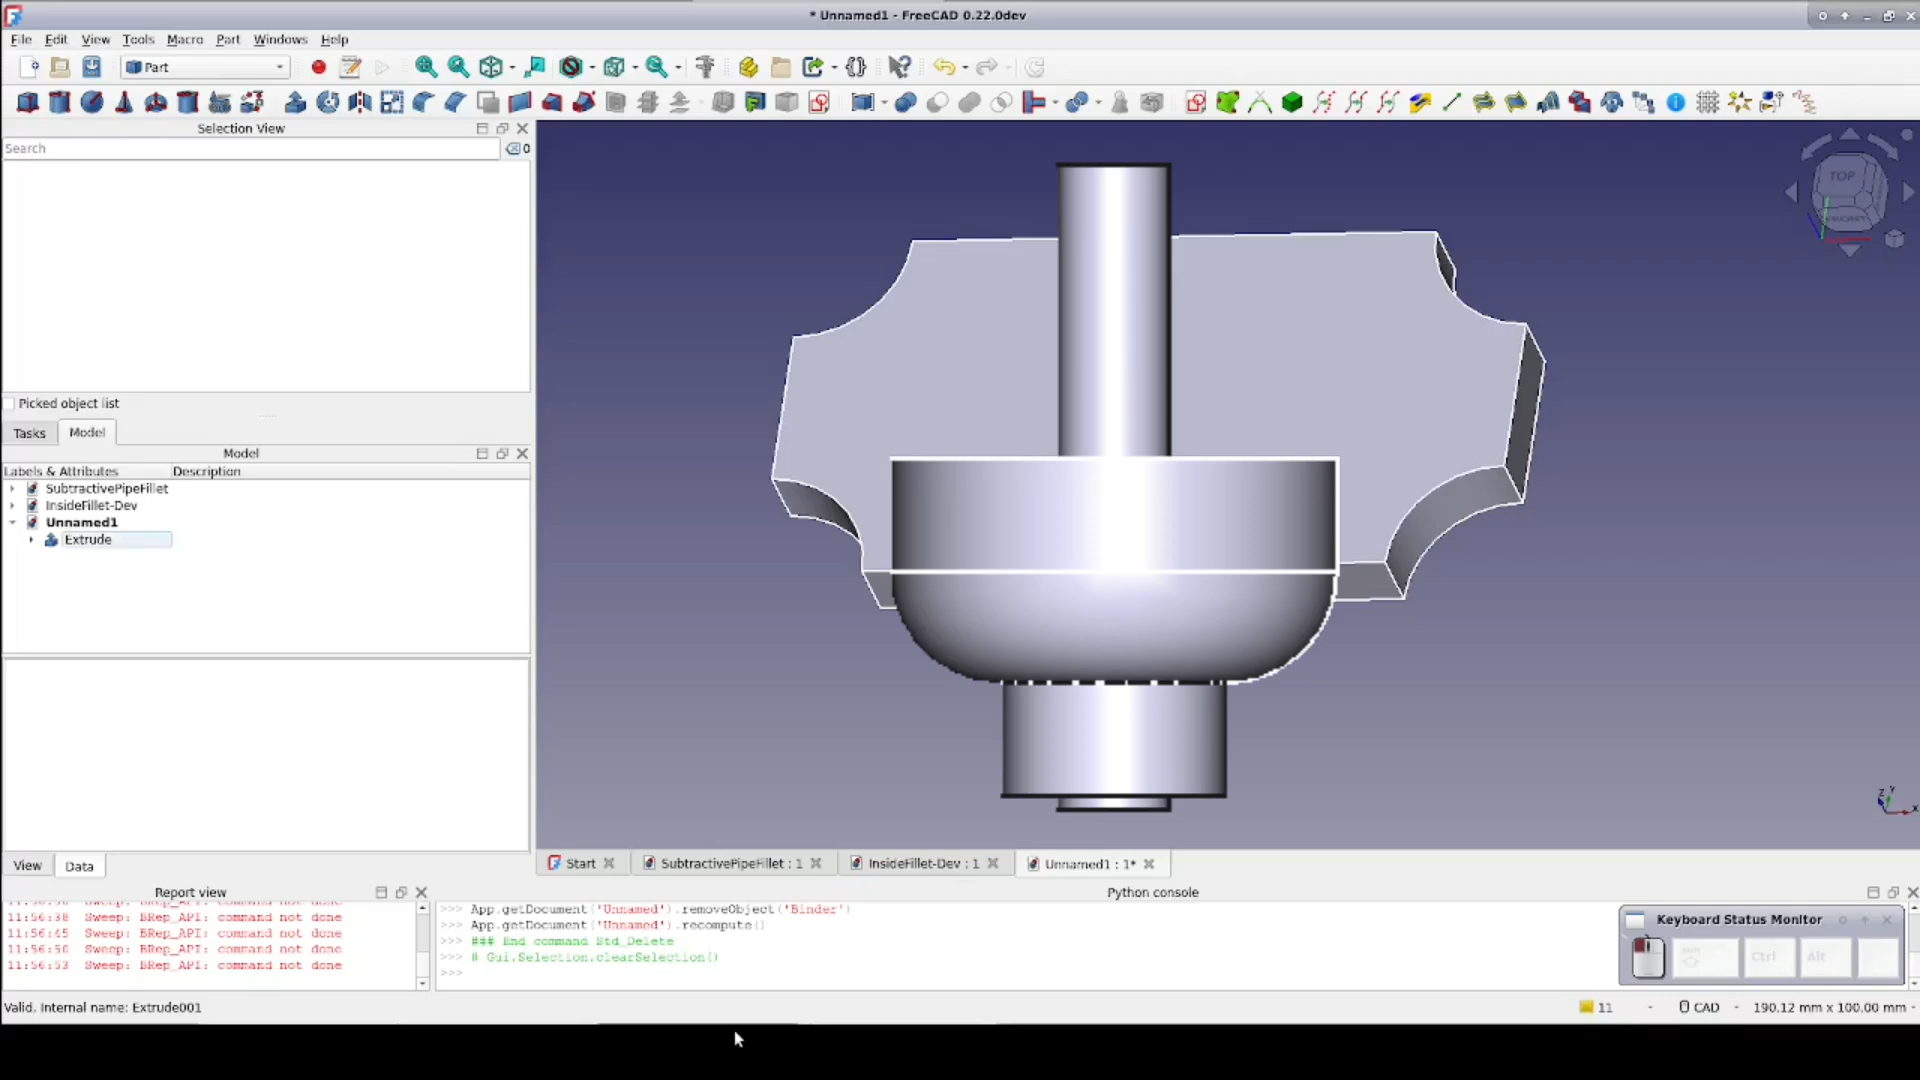 * Unnamed1 - FreeCAD 0.22.0dev
File Edit View Tools Macro Part Windows Help
Part
Selection View
Search
0
Picked object list
Tasks Model
Model
Labels & Attributes Description
SubtractivePipeFillet
InsideFillet-Dev
Unnamed1
Extrude
TOP
Z Y X
View Data
Start
SubtractivePipeFillet : 1
InsideFillet-Dev : 1
Unnamed1 : 1*
Report view
11:56:38 Sweep: BRep_API: command not done
11:56:45 Sweep: BRep_API: command not done
11:56:50 Sweep: BRep_API: command not done
11:56:53 Sweep: BRep_API: command not done
Python console
>>> App.getDocument('Unnamed').removeObject('Binder')
>>> App.getDocument('Unnamed').recompute()
>>> ### End command Std_Delete
>>> # Gui.Selection.clearSelection()
>>>
Keyboard Status Monitor
Ctrl Alt
Valid. Internal name: Extrude001
11 - CAD - 190.12 mm x 100.00 mm